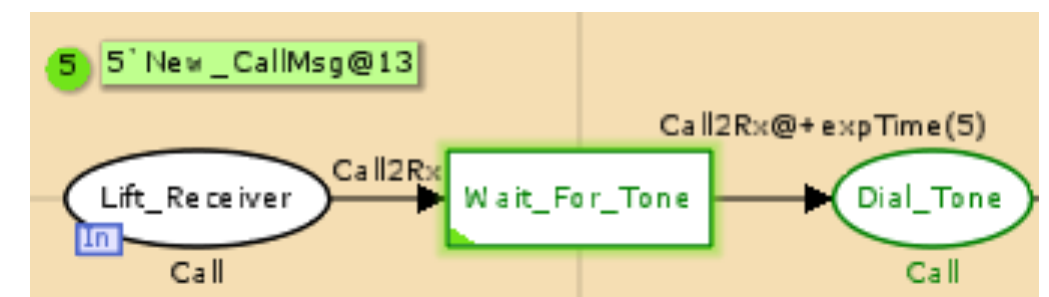 5
5`New_CallMsg@13
Call2Rx@+expTime(5)
Call2Rx
Lift_Receiver
Wait_For_Tone
Dial_Tone
In
Call
Call